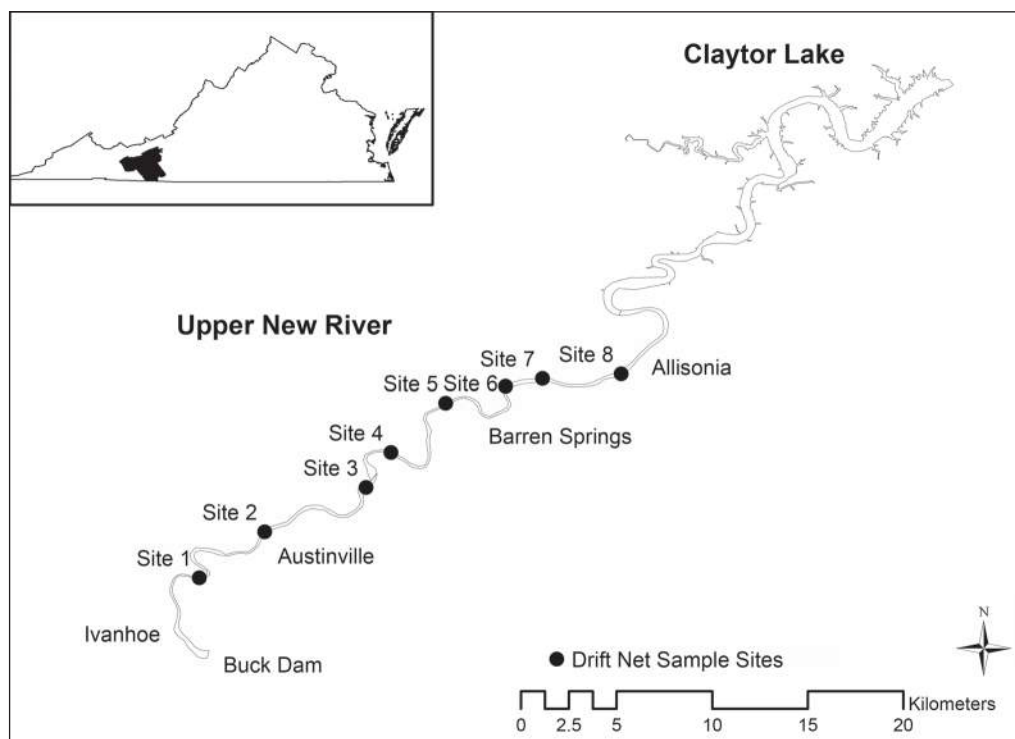 Claytor Lake
Upper New River
Site 8
Site 7
Allisonia
Site 5
Site 6
Barren Springs
Site 4
Site 3
Site 2
Austinville
Site 1
Ivanhoe
Buck Dam
N
Drift Net Sample Sites
Kilometers
0 2.5 5 10 15 20